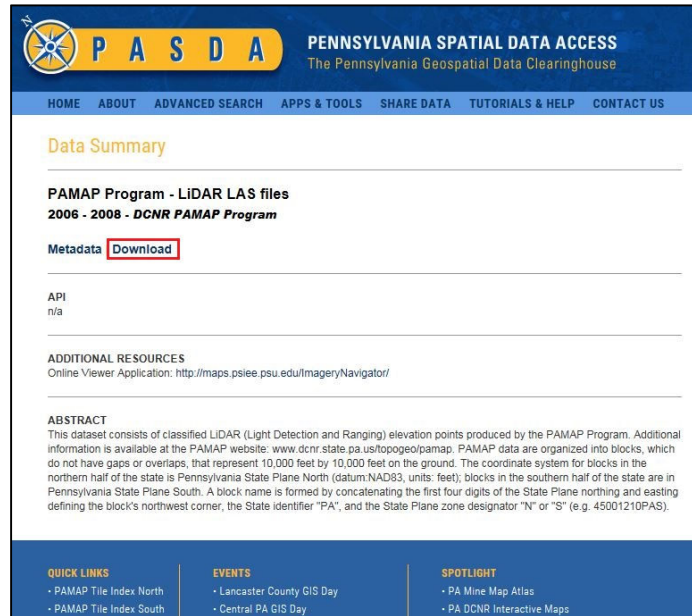 N
PASDA
PENNSYLVANIA SPATIAL DATA ACCESS
The Pennsylvania Geospatial Data Clearinghouse
HOME ABOUT ADVANCED SEARCH APPS & TOOLS SHARE DATA TUTORIALS & HELP CONTACT US
Data Summary
PAMAP Program - LiDAR LAS files
2006 - 2008 - DCNR PAMAP Program
Metadata Download
API
n/a
ADDITIONAL RESOURCES
Online Viewer Application: http://maps.psiee.psu.edu/ImageryNavigator/
ABSTRACT
This dataset consists of classified LiDAR (Light Detection and Ranging) elevation points produced by the PAMAP Program. Additional
information is available at the PAMAP website: www.dcnr.state.pa.us/topogeo/pamap. PAMAP data are organized into blocks, which
do not have gaps or overlaps, that represent 10,000 feet by 10,000 feet on the ground. The coordinate system for blocks in the
northern half of the state is Pennsylvania State Plane North (datum:NAD83, units: feet); blocks in the southern half of the state are in
Pennsylvania State Plane South. A block name is formed by concatenating the first four digits of the State Plane northing and easting
defining the block's northwest corner, the State identifier "PA", and the State Plane zone designator "N" or "S" (e.g. 45001210PAS).
QUICK LINKS
· PAMAP Tile Index North
· PAMAP Tile Index South
EVENTS
· Lancaster County GIS Day
· Central PA GIS Day
SPOTLIGHT
· PA Mine Map Atlas
· PA DCNR Interactive Maps